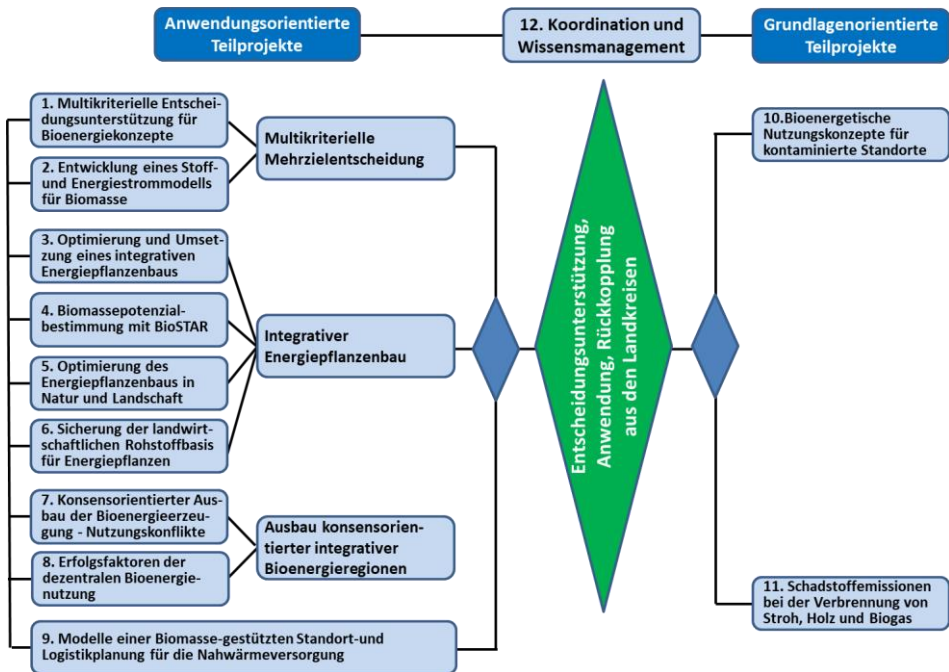 Anwendungsorientierte
Teilprojekte
12. Koordination und
Wissensmanagement
Grundlagenorientierte
Teilprojekte
1. Multikriterielle Entschei-
dungsunterstützung für
Bioenergiekonzepte
2. Entwicklung eines Stoff-
und Energiestrommodells
für Biomasse
Multikriterielle
Mehrzielentscheidung
3. Optimierung und Umset-
zung eines integrativen
Energiepflanzenbaus
4. Biomassepotenzial-
bestimmung mit BioSTAR
5. Optimierung des
Energiepflanzenbaus in
Natur und Landschaft
6. Sicherung der landwirt-
schaftlichen Rohstoffbasis
für Energiepflanzen
Integrativer
Energiepflanzenbau
7. Konsensorientierter Aus-
bau der Bioenergieerzeu-
gung - Nutzungskonflikte
8. Erfolgsfaktoren der
dezentralen Bioenergie-
nutzung
Ausbau konsensorien-
tierter integrativer
Bioenergieregionen
9. Modelle einer Biomasse-gestützten Standort-und
Logistikplanung für die Nahwärmeversorgung
Entscheidungsunterstützung,
Anwendung, Rückkopplung
aus den Landkreisen
10.Bioenergetische
Nutzungskonzepte für
kontaminierte Standorte
11. Schadstoffemissionen
bei der Verbrennung von
Stroh, Holz und Biogas